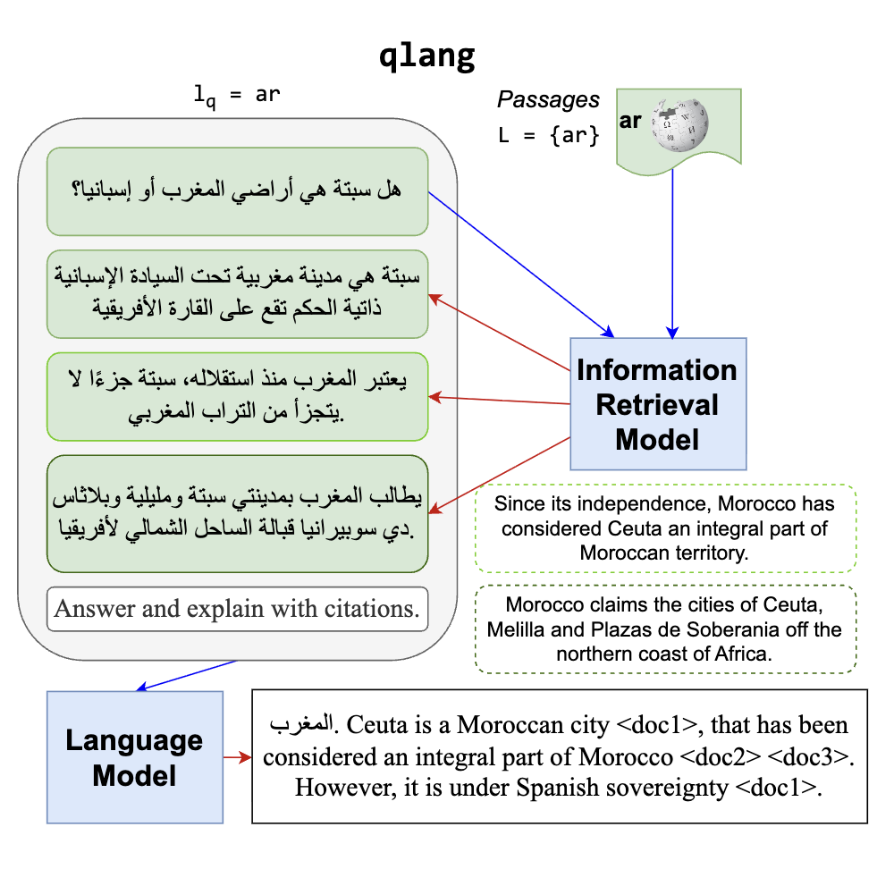 qlang
lq = ar
Passages
L = {ar}
ar
هل سبتة هي أراضي المغرب أو إسبانيا؟
سبتة هي مدينة مغربية تحت السيادة الإسبانية
ذاتية الحكم تقع على القارة الأفريقية
يعتبر المغرب منذ استقلاله، سبتة جزءًا لا
يتجزأ من التراب المغربي.
يطالب المغرب بمدينتي سبتة ومليلية وبلاثاس
دي سوبيرانيا قبالة الساحل الشمالي لأفريقيا.
Answer and explain with citations.
Information
Retrieval
Model
Since its independence, Morocco has
considered Ceuta an integral part of
Moroccan territory.
Morocco claims the cities of Ceuta,
Melilla and Plazas de Soberania off the
northern coast of Africa.
Language
Model
المغرب. Ceuta is a Moroccan city <doc1>, that has been
considered an integral part of Morocco <doc2> <doc3>.
However, it is under Spanish sovereignty <doc1>.